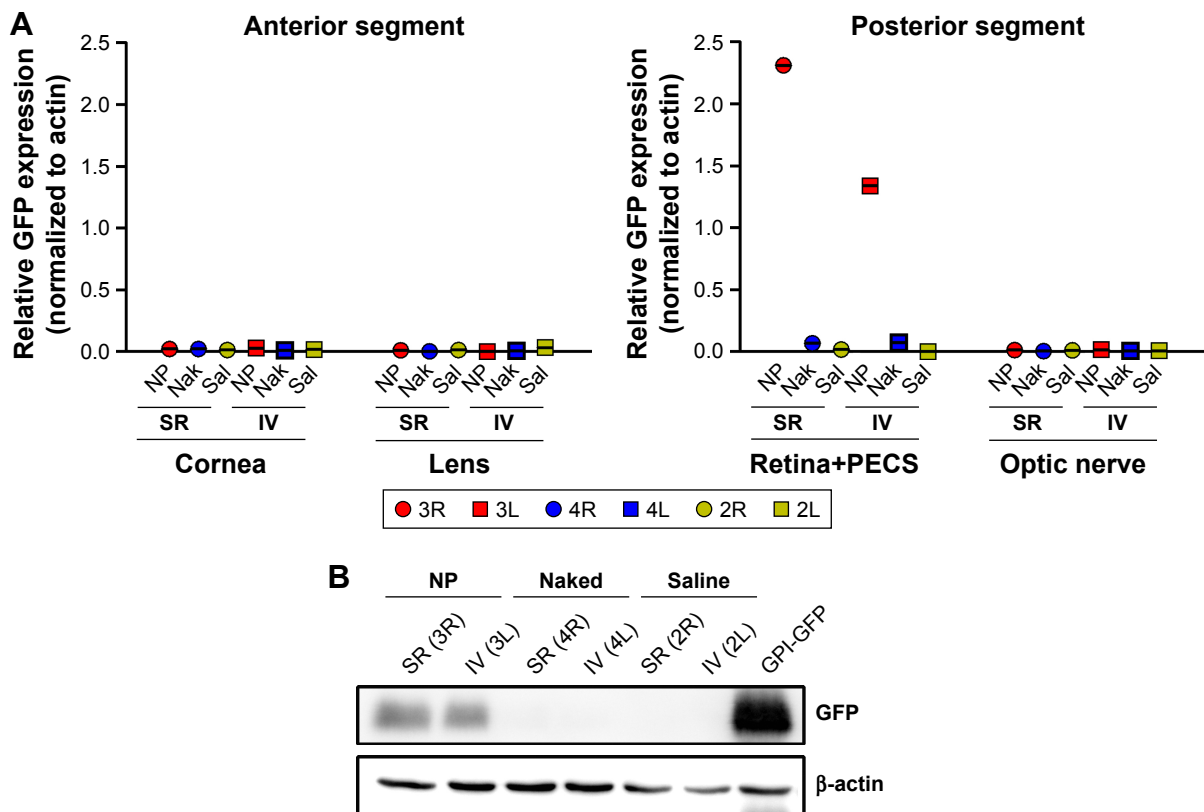 A
Anterior segment
Posterior segment
Relative GFP expression
(normalized to actin)
2.5
2.0
1.5
1.0
0.5
0.0
NP Nak Sal NP Nak Sal NP Nak Sal NP Nak Sal
SR IV SR IV
Cornea Lens
Relative GFP expression
(normalized to actin)
2.5
2.0
1.5
1.0
0.5
0.0
NP Nak Sal NP Nak Sal NP Nak Sal NP Nak Sal
SR IV SR IV
Retina+PECS Optic nerve
3R 3L 4R 4L 2R 2L
B
NP Naked Saline
SR (3R) IV (3L) SR (4R) IV (4L) SR (2R) IV (2L) GPI-GFP
GFP
β-actin